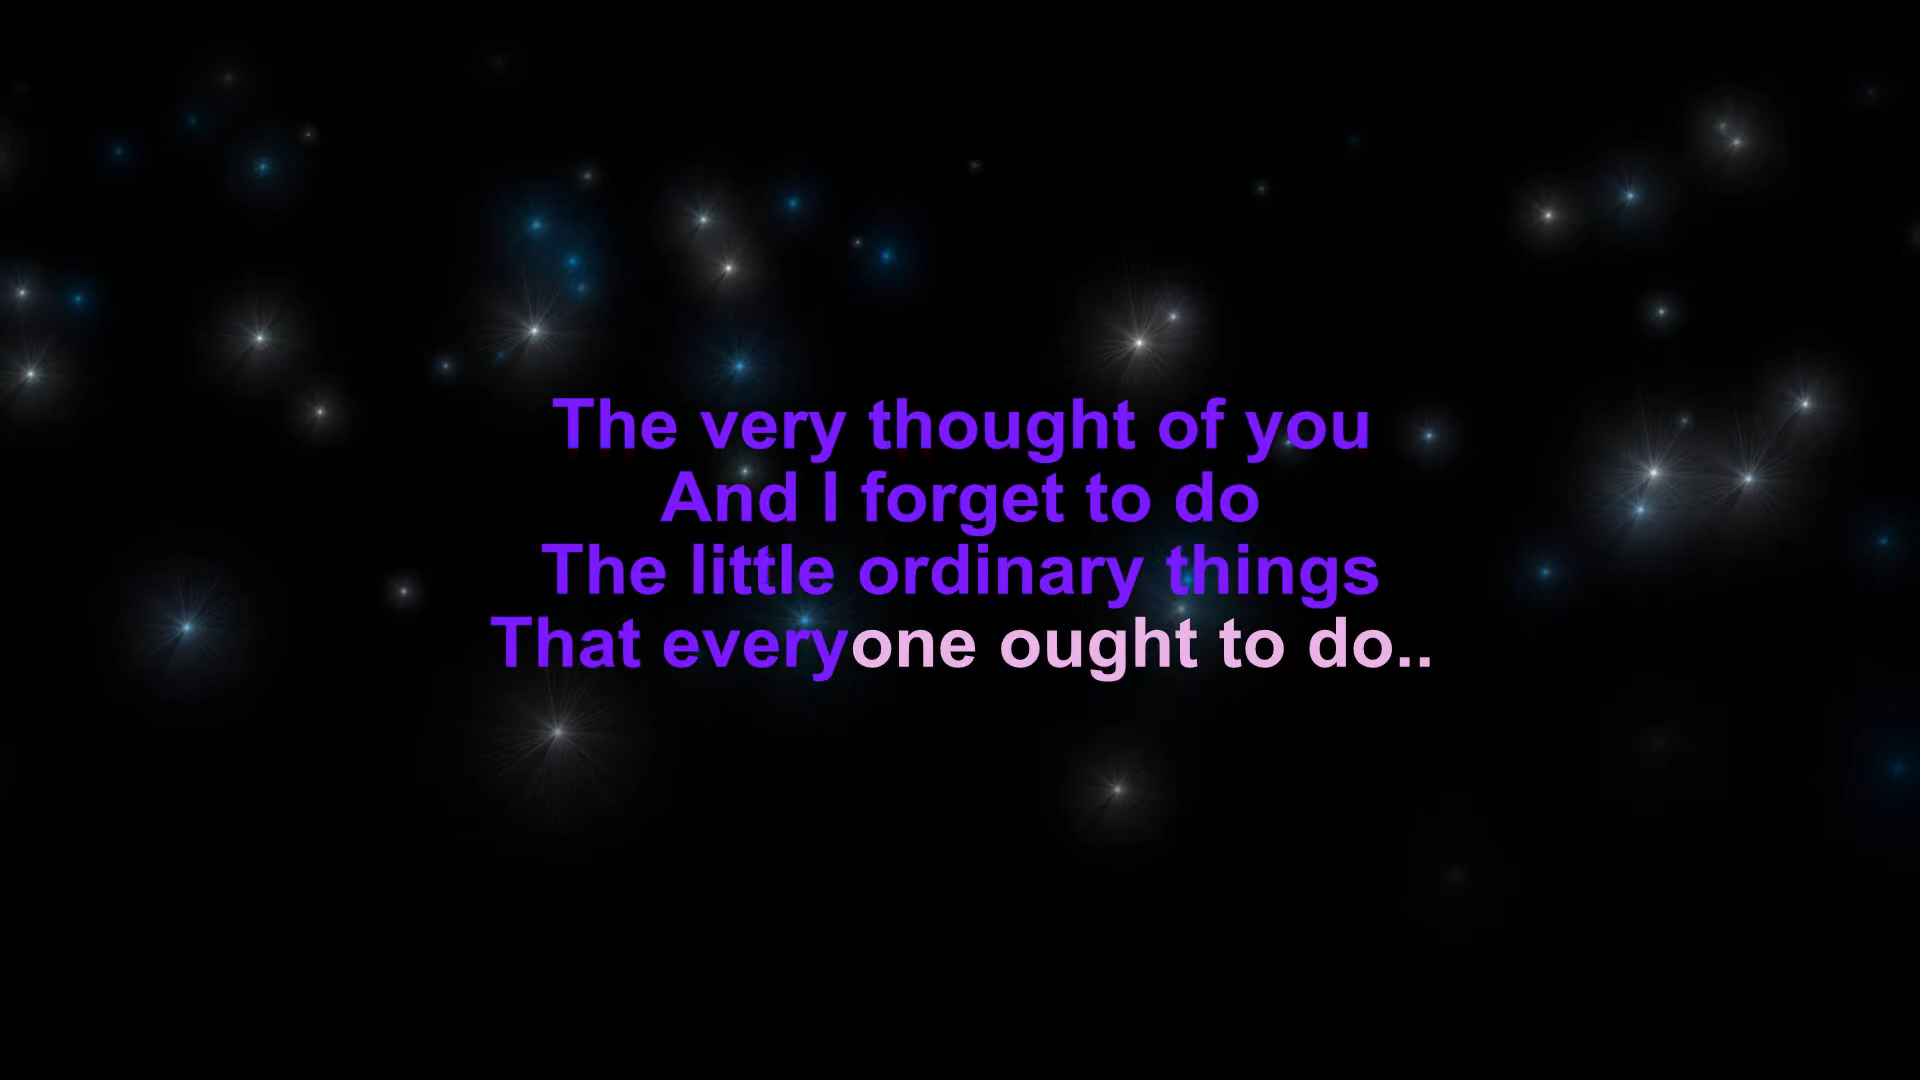 The very thought of you
And I forget to do
The little ordinary things
That everyone ought to do..